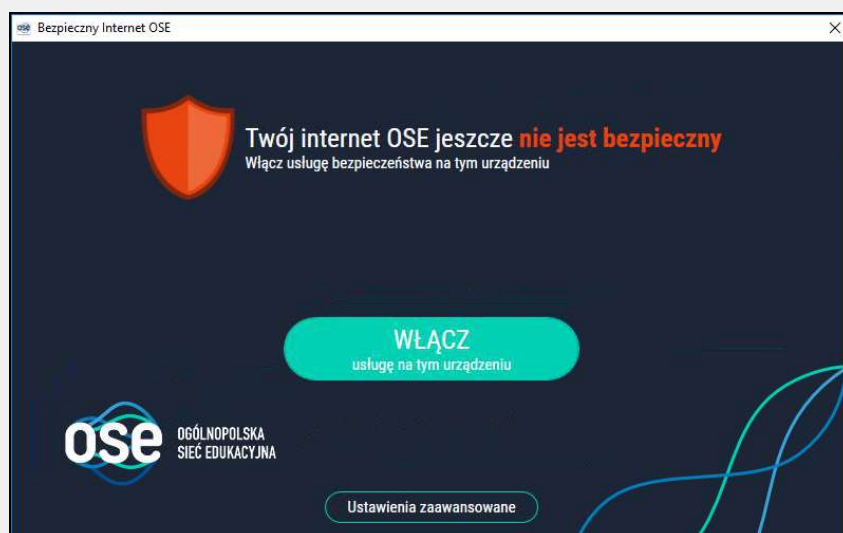 ose Bezpieczny Internet OSE
Twój internet OSE jeszcze nie jest bezpieczny
Włącz usługę bezpieczeństwa na tym urządzeniu
WŁĄCZ
usługę na tym urządzeniu
ose OGÓLNOPOLSKA
SIEĆ EDUKACYJNA
Ustawienia zaawansowane